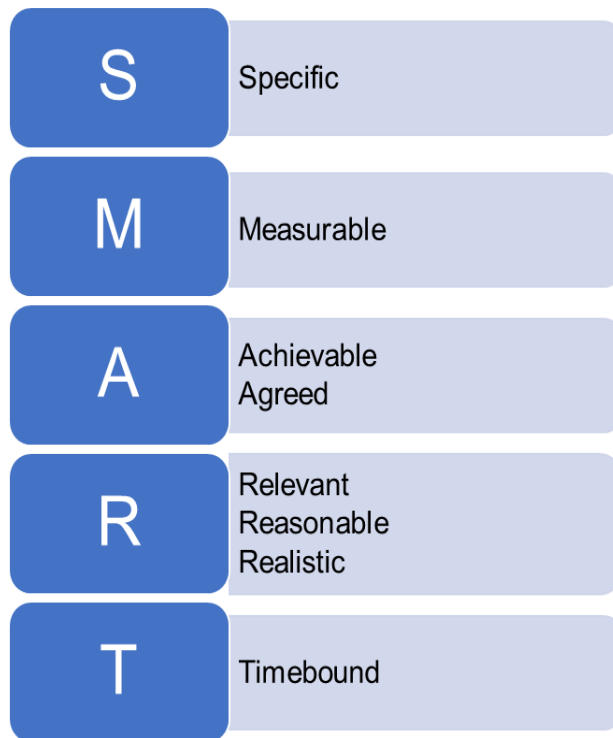 S
Specific
M
Measurable
A
Achievable
Agreed
R
Relevant
Reasonable
Realistic
T
Timebound